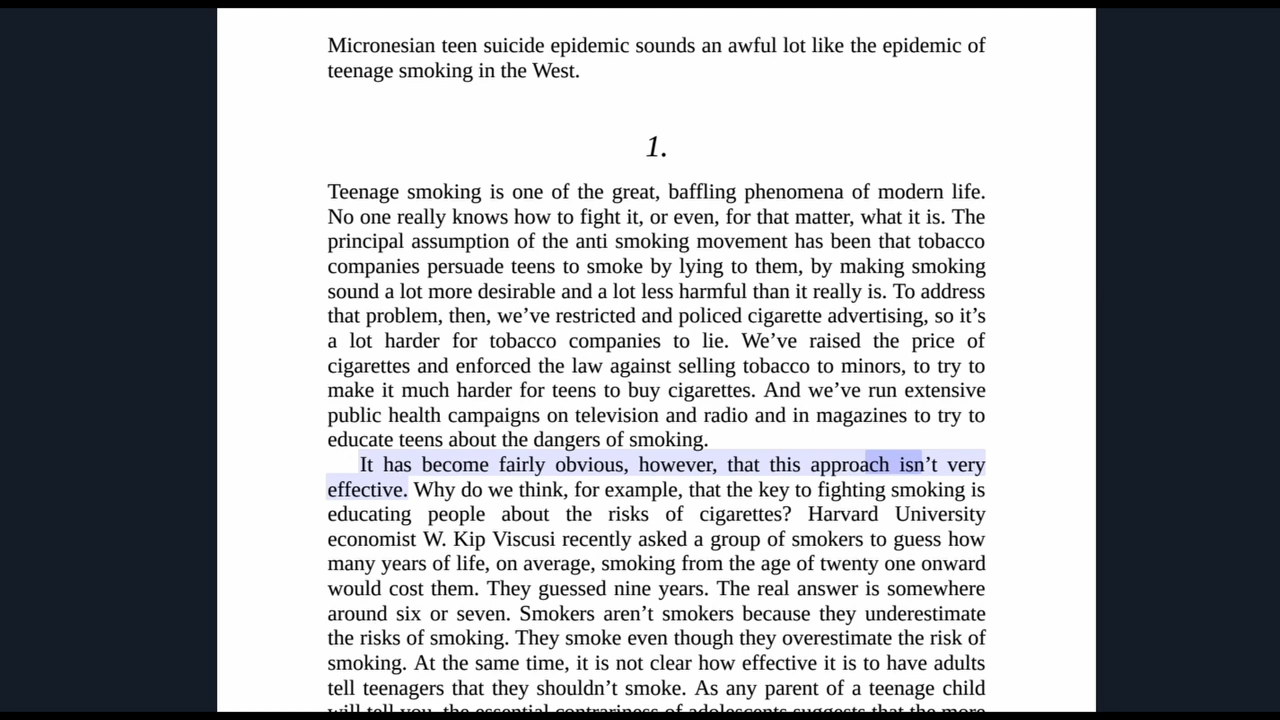 Micronesian teen suicide epidemic sounds an awful lot like the epidemic of
teenage smoking in the West.
1.
Teenage smoking is one of the great, baffling phenomena of modern life.
No one really knows how to fight it, or even, for that matter, what it is. The
principal assumption of the anti smoking movement has been that tobacco
companies persuade teens to smoke by lying to them, by making smoking
sound a lot more desirable and a lot less harmful than it really is. To address
that problem, then, we’ve restricted and policed cigarette advertising, so it’s
a lot harder for tobacco companies to lie. We’ve raised the price of
cigarettes and enforced the law against selling tobacco to minors, to try to
make it much harder for teens to buy cigarettes. And we’ve run extensive
public health campaigns on television and radio and in magazines to try to
educate teens about the dangers of smoking.
It has become fairly obvious, however, that this approach isn’t very
effective. Why do we think, for example, that the key to fighting smoking is
educating people about the risks of cigarettes? Harvard University
economist W. Kip Viscusi recently asked a group of smokers to guess how
many years of life, on average, smoking from the age of twenty one onward
would cost them. They guessed nine years. The real answer is somewhere
around six or seven. Smokers aren’t smokers because they underestimate
the risks of smoking. They smoke even though they overestimate the risk of
smoking. At the same time, it is not clear how effective it is to have adults
tell teenagers that they shouldn’t smoke. As any parent of a teenage child
will tell you, the essential contrariness of adolescents suggests that the more